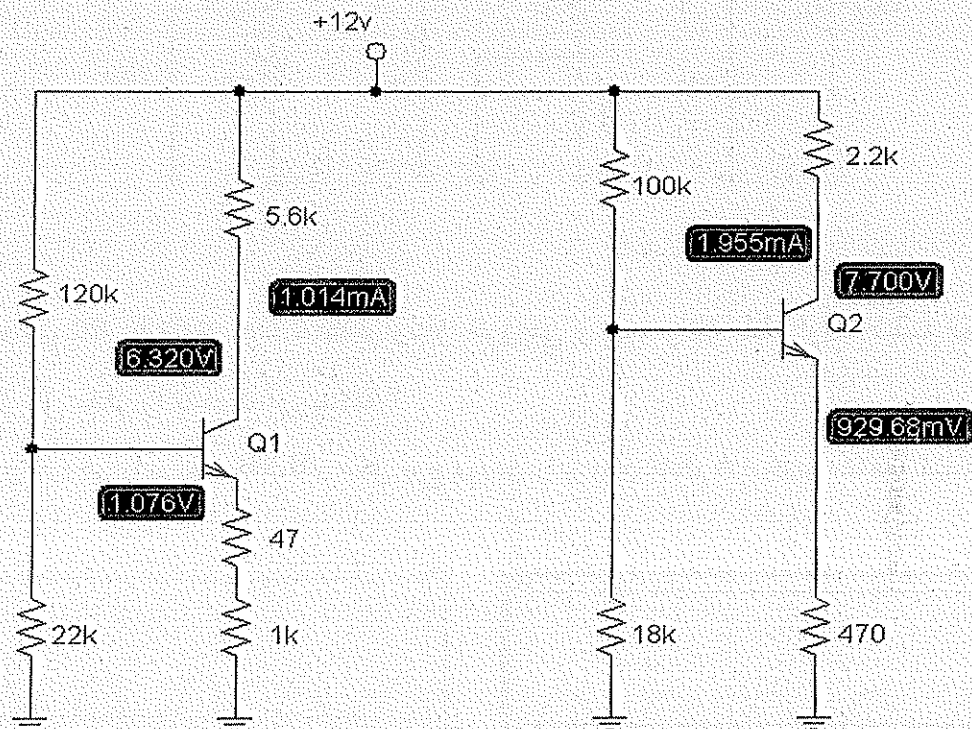 +12v
2.2k
100k
5.6k
1.955mA
7.700V
120k
1.014mA
Q2
6.320V
929.68mV
Q1
1.076V
47
22k
1k
18k
470